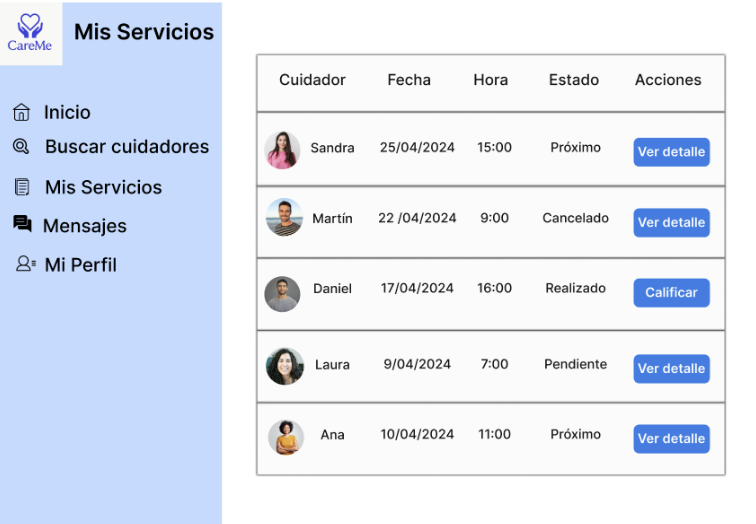 CareMe
Mis Servicios
Inicio
Buscar cuidadores
Mis Servicios
Mensajes
Mi Perfil
Cuidador Fecha Hora Estado Acciones
Sandra 25/04/2024 15:00 Próximo Ver detalle
Martín 22 /04/2024 9:00 Cancelado Ver detalle
Daniel 17/04/2024 16:00 Realizado Calificar
Laura 9/04/2024 7:00 Pendiente Ver detalle
Ana 10/04/2024 11:00 Próximo Ver detalle